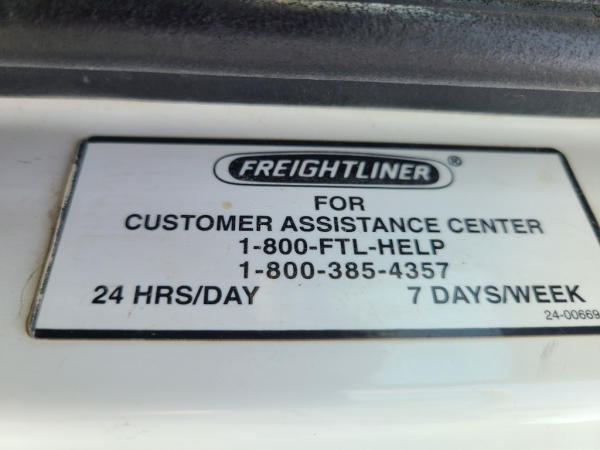 FREIGHTLINER®
FOR
CUSTOMER ASSISTANCE CENTER
1-800-FTL-HELP
1-800-385-4357
24 HRS/DAY 7 DAYS/WEEK
24-00669